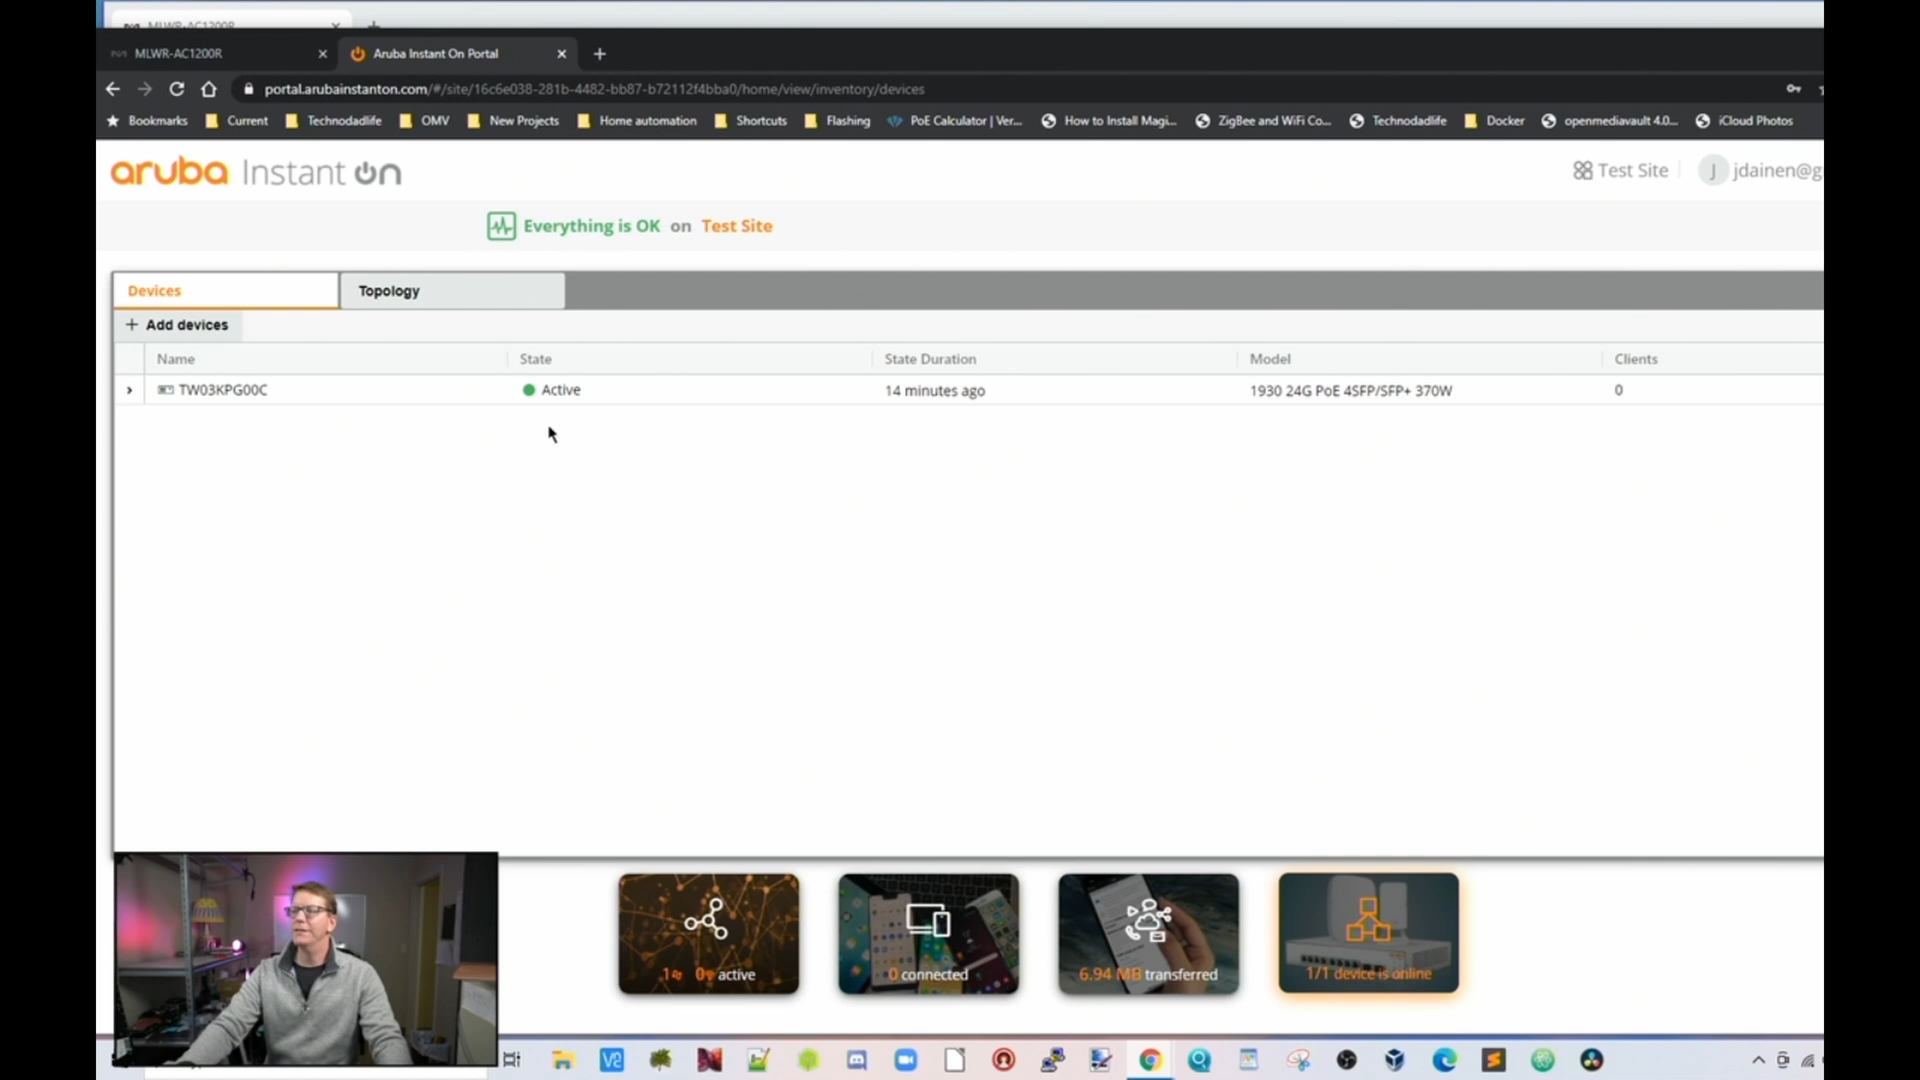 MLWR-AC1200R
MLWR-AC1200R
Aruba Instant On Portal
portal.arubainstanton.com/#/site/16c6e038-281b-4482-bb87-b72112f4bba0/home/view/inventory/devices
Bookmarks Current Technodadlife OMV New Projects Home automation Shortcuts Flashing PoE Calculator | Ver... How to Install Magi... ZigBee and WiFi Co... Technodadlife Docker openmediavault 4.0... iCloud Photos
aruba Instant On
Test Site
J jdainen@g
Everything is OK on Test Site
Devices Topology
+ Add devices
Name State State Duration Model Clients
TW03KPG00C Active 14 minutes ago 1930 24G PoE 4SFP/SFP+ 370W 0
1 0 active
0 connected
6.94 MB transferred
1/1 device is online